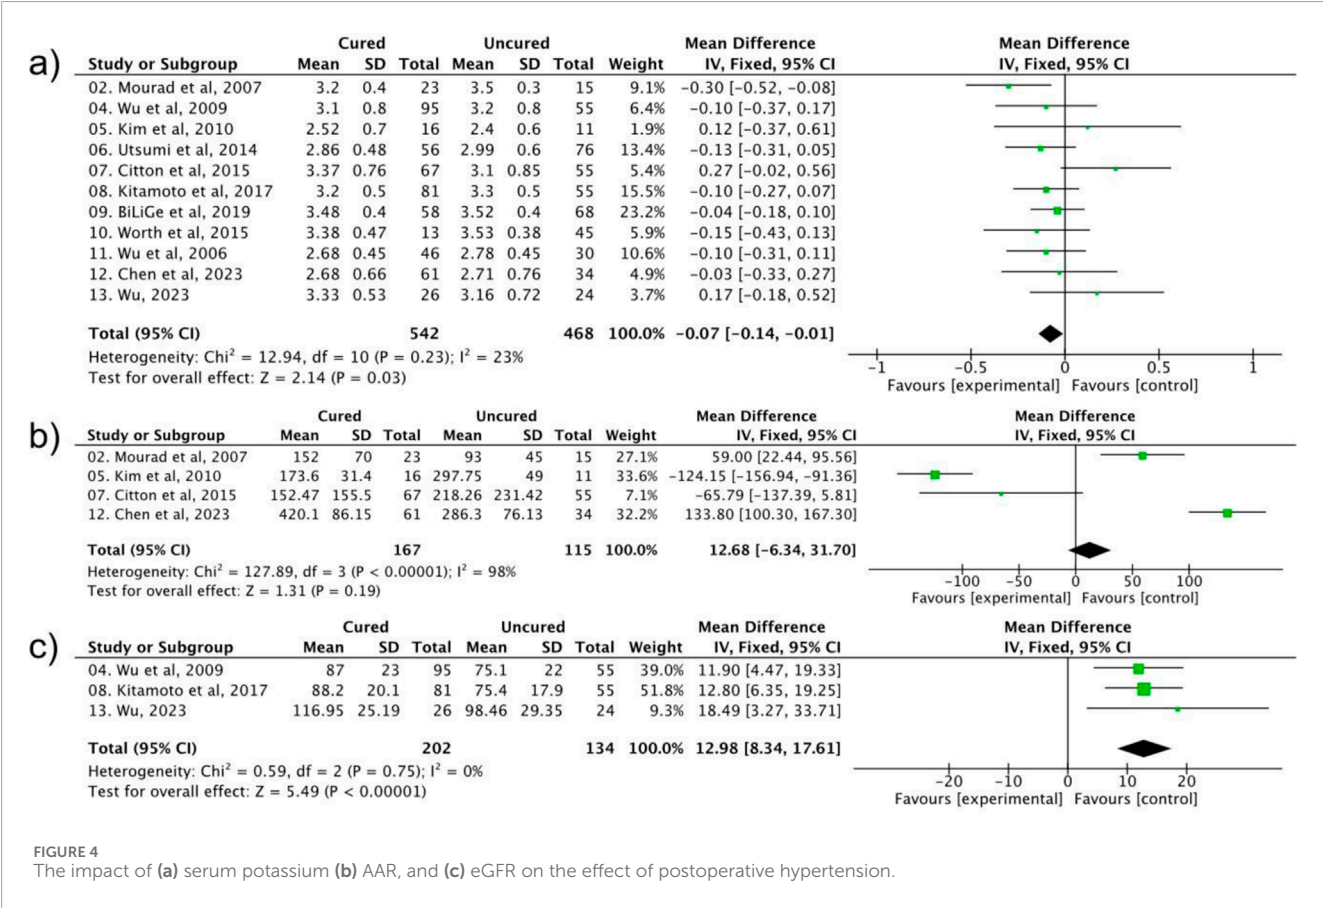 a)
Cured Uncured Mean Difference Mean Difference
Study or Subgroup Mean SD Total Mean SD Total Weight IV, Fixed, 95% CI IV, Fixed, 95% CI
02. Mourad et al, 2007 3.2 0.4 23 3.5 0.3 15 9.1% −0.30 [−0.52, −0.08]
04. Wu et al, 2009 3.1 0.8 95 3.2 0.8 55 6.4% −0.10 [−0.37, 0.17]
05. Kim et al, 2010 2.52 0.7 16 2.4 0.6 11 1.9% 0.12 [−0.37, 0.61]
06. Utsumi et al, 2014 2.86 0.48 56 2.99 0.6 76 13.4% −0.13 [−0.31, 0.05]
07. Citton et al, 2015 3.37 0.76 67 3.1 0.85 55 5.4% 0.27 [−0.02, 0.56]
08. Kitamoto et al, 2017 3.2 0.5 81 3.3 0.5 55 15.5% −0.10 [−0.27, 0.07]
09. BiLiGe et al, 2019 3.48 0.4 58 3.52 0.4 68 23.2% −0.04 [−0.18, 0.10]
10. Worth et al, 2015 3.38 0.47 13 3.53 0.38 45 5.9% −0.15 [−0.43, 0.13]
11. Wu et al, 2006 2.68 0.45 46 2.78 0.45 30 10.6% −0.10 [−0.31, 0.11]
12. Chen et al, 2023 2.68 0.66 61 2.71 0.76 34 4.9% −0.03 [−0.33, 0.27]
13. Wu, 2023 3.33 0.53 26 3.16 0.72 24 3.7% 0.17 [−0.18, 0.52]
Total (95% CI) 542 468 100.0% −0.07 [−0.14, −0.01]
Heterogeneity: Chi² = 12.94, df = 10 (P = 0.23); I² = 23%
Test for overall effect: Z = 2.14 (P = 0.03)
−1 −0.5 0 0.5 1
Favours [experimental] Favours [control]
b)
Cured Uncured Mean Difference Mean Difference
Study or Subgroup Mean SD Total Mean SD Total Weight IV, Fixed, 95% CI IV, Fixed, 95% CI
02. Mourad et al, 2007 152 70 23 93 45 15 27.1% 59.00 [22.44, 95.56]
05. Kim et al, 2010 173.6 31.4 16 297.75 49 11 33.6% −124.15 [−156.94, −91.36]
07. Citton et al, 2015 152.47 155.5 67 218.26 231.42 55 7.1% −65.79 [−137.39, 5.81]
12. Chen et al, 2023 420.1 86.15 61 286.3 76.13 34 32.2% 133.80 [100.30, 167.30]
Total (95% CI) 167 115 100.0% 12.68 [−6.34, 31.70]
Heterogeneity: Chi² = 127.89, df = 3 (P < 0.00001); I² = 98%
Test for overall effect: Z = 1.31 (P = 0.19)
−100 −50 0 50 100
Favours [experimental] Favours [control]
c)
Cured Uncured Mean Difference Mean Difference
Study or Subgroup Mean SD Total Mean SD Total Weight IV, Fixed, 95% CI IV, Fixed, 95% CI
04. Wu et al, 2009 87 23 95 75.1 22 55 39.0% 11.90 [4.47, 19.33]
08. Kitamoto et al, 2017 88.2 20.1 81 75.4 17.9 55 51.8% 12.80 [6.35, 19.25]
13. Wu, 2023 116.95 25.19 26 98.46 29.35 24 9.3% 18.49 [3.27, 33.71]
Total (95% CI) 202 134 100.0% 12.98 [8.34, 17.61]
Heterogeneity: Chi² = 0.59, df = 2 (P = 0.75); I² = 0%
Test for overall effect: Z = 5.49 (P < 0.00001)
−20 −10 0 10 20
Favours [experimental] Favours [control]
FIGURE 4
The impact of (a) serum potassium (b) AAR, and (c) eGFR on the effect of postoperative hypertension.